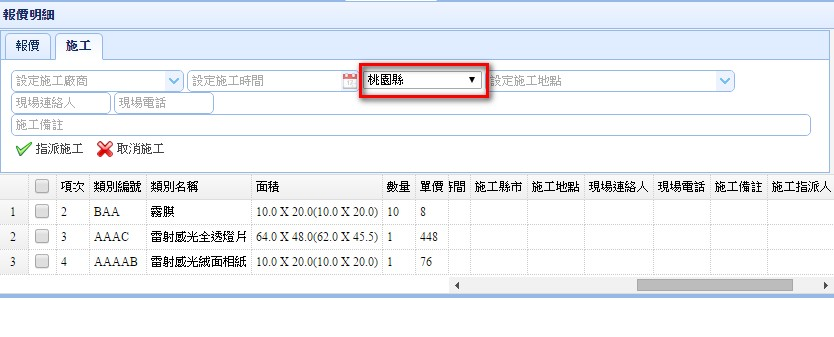 報價明細
報價 施工
設定施工廠商 設定施工時間 桃園縣 設定施工地點
現場連絡人 現場電話
施工備註
指派施工 取消施工
項次 類別編號 類別名稱 面積 數量 單價 時間 施工縣市 施工地點 現場連絡人 現場電話 施工備註 施工指派人
1 2 BAA 霧膜 10.0 X 20.0(10.0 X 20.0) 10 8
2 3 AAAC 雷射感光全透燈片 64.0 X 48.0(62.0 X 45.5) 1 448
3 4 AAAAB 雷射感光絨面相紙 10.0 X 20.0(10.0 X 20.0) 1 76